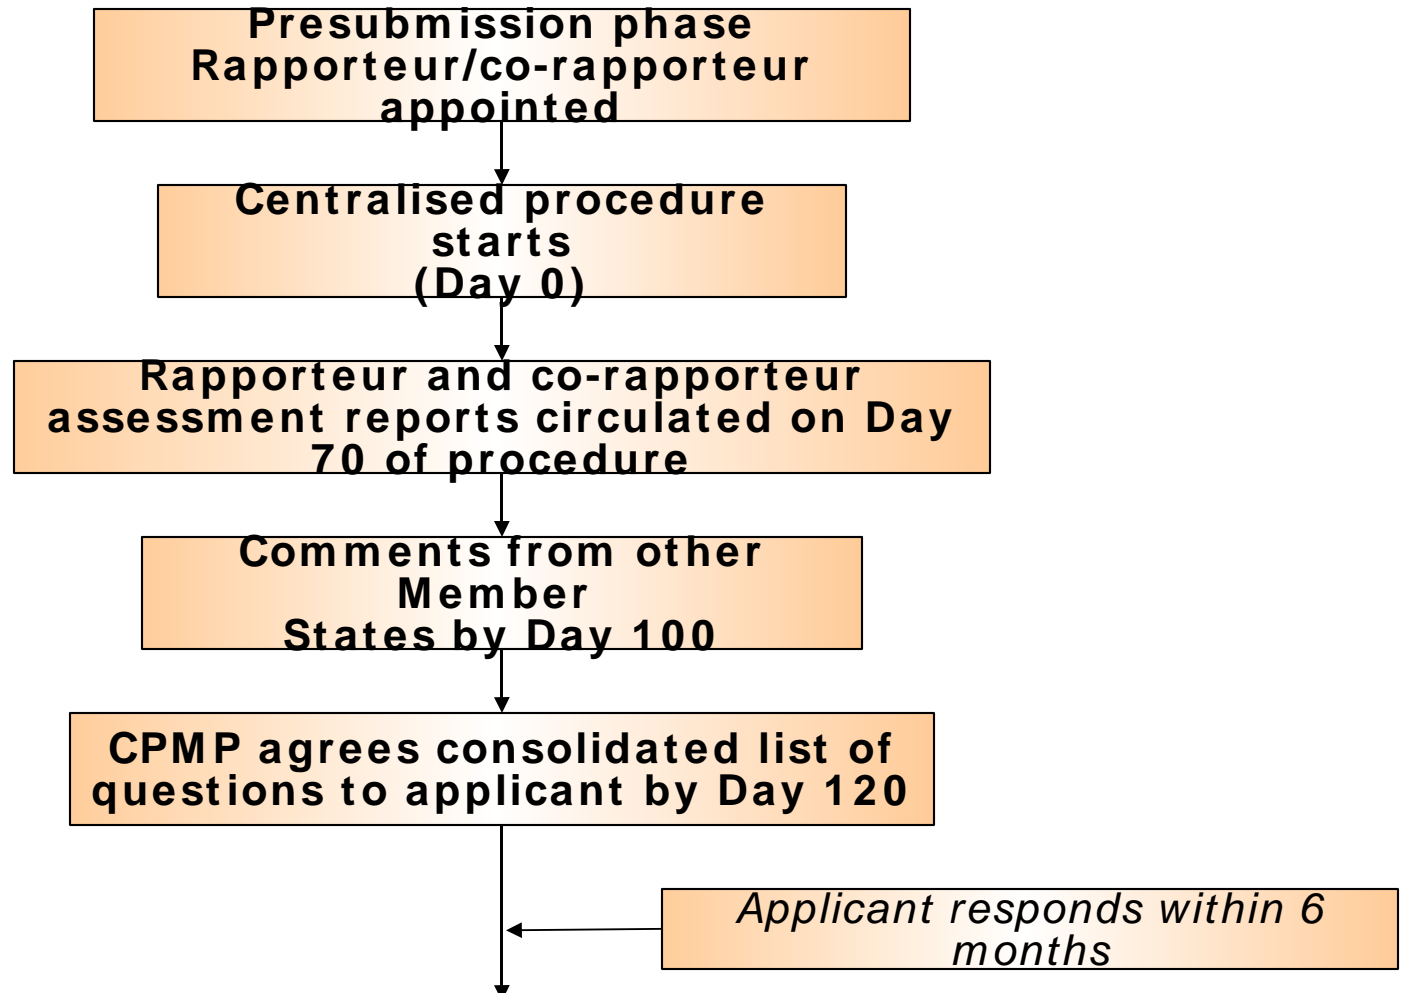 Presubmission phase
Rapporteur/co-rapporteur
appointed
Centralised procedure
starts
(Day 0)
Rapporteur and co-rapporteur
assessment reports circulated on Day
70 of procedure
Comments from other
Member
States by Day 100
CPMP agrees consolidated list of
questions to applicant by Day 120
Applicant responds within 6
months